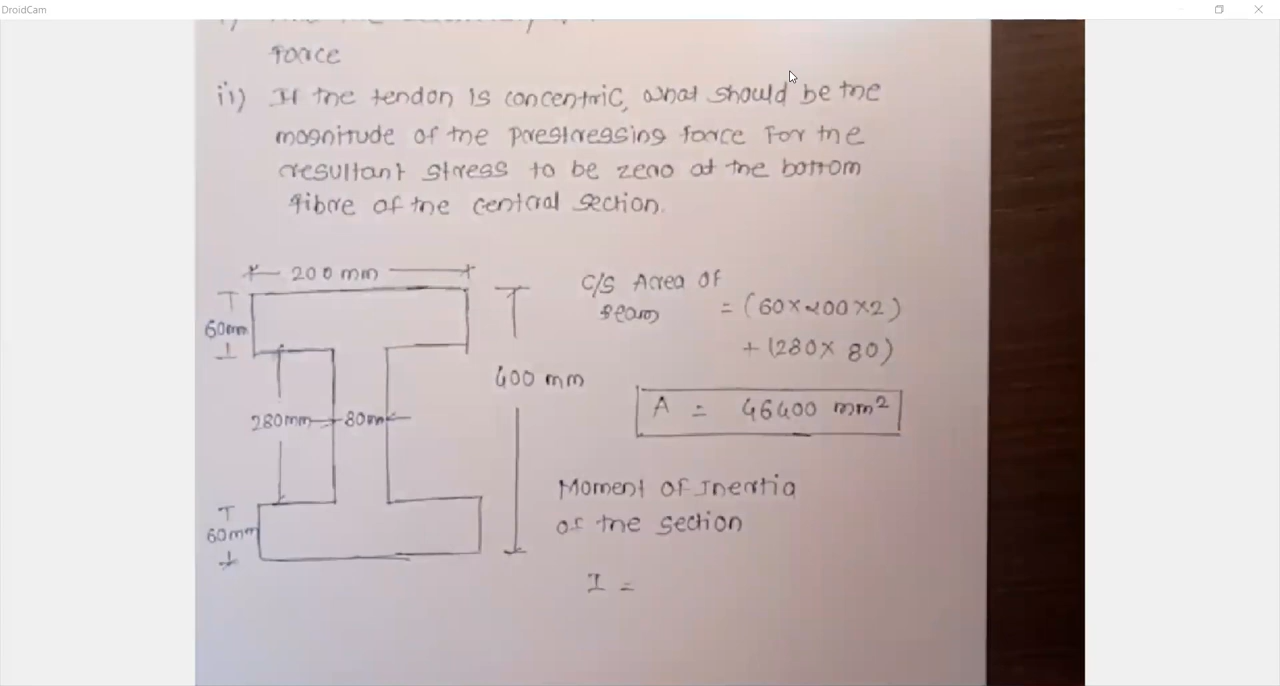 DroidCam
force
ii) If the tendon is concentric, what should be the
magnitude of the prestressing force for the
resultant stress to be zero at the bottom
fibre of the central section.
200 mm
60mm
280mm
80mm
60mm
400 mm
C/S Area of
Beam
= (60×200×2)
+ (280× 80)
A = 46400 mm²
Moment of Inertia
of the section
I =